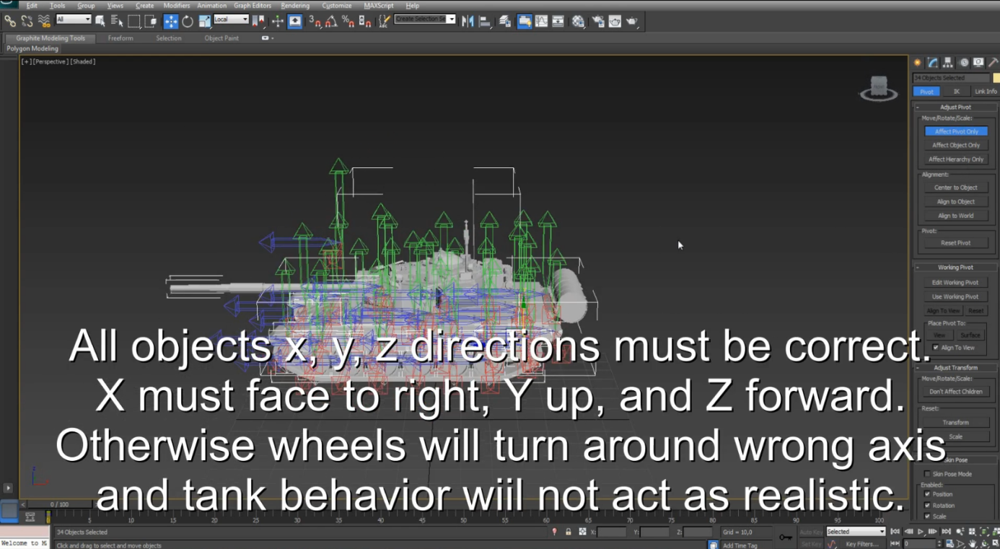 Edit Tools Group Views Create Modifiers Animation Graph Editors Rendering Customize MAXScript Help
All Local Create Selection Se
Graphite Modeling Tools Freeform Selection Object Paint
Polygon Modeling
[+][Perspective][Shaded]
34 Objects Selected
Pivot IK Link Info
- Adjust Pivot
Move/Rotate/Scale:
Affect Pivot Only
Affect Object Only
Affect Hierarchy Only
Alignment:
Center to Object
Align to Object
Align to World
Pivot:
Reset Pivot
- Working Pivot
Edit Working Pivot
Use Working Pivot
Align To View Reset
Place Pivot To:
View Surface
Align To View
- Adjust Transform
Move/Rotate/Scale:
Don't Affect Children
Reset:
Transform
Scale
Skin Pose
Skin Pose Mode
Enabled:
Position
Rotation
Scale
All objects x, y, z directions must be correct.
X must face to right, Y up, and Z forward.
Otherwise wheels will turn around wrong axis
and tank behavior wiil not act as realistic.
z
< 0 / 100
5 10 15 20 25 30 35 40 45 50 55 60 65 70 75 80 85 90 95 100
34 Objects Selected X: Y: Z: Grid = 10,0 Auto Key Selected
Welcome to M Click and drag to select and move objects Add Time Tag Set Key Key Filters... 0